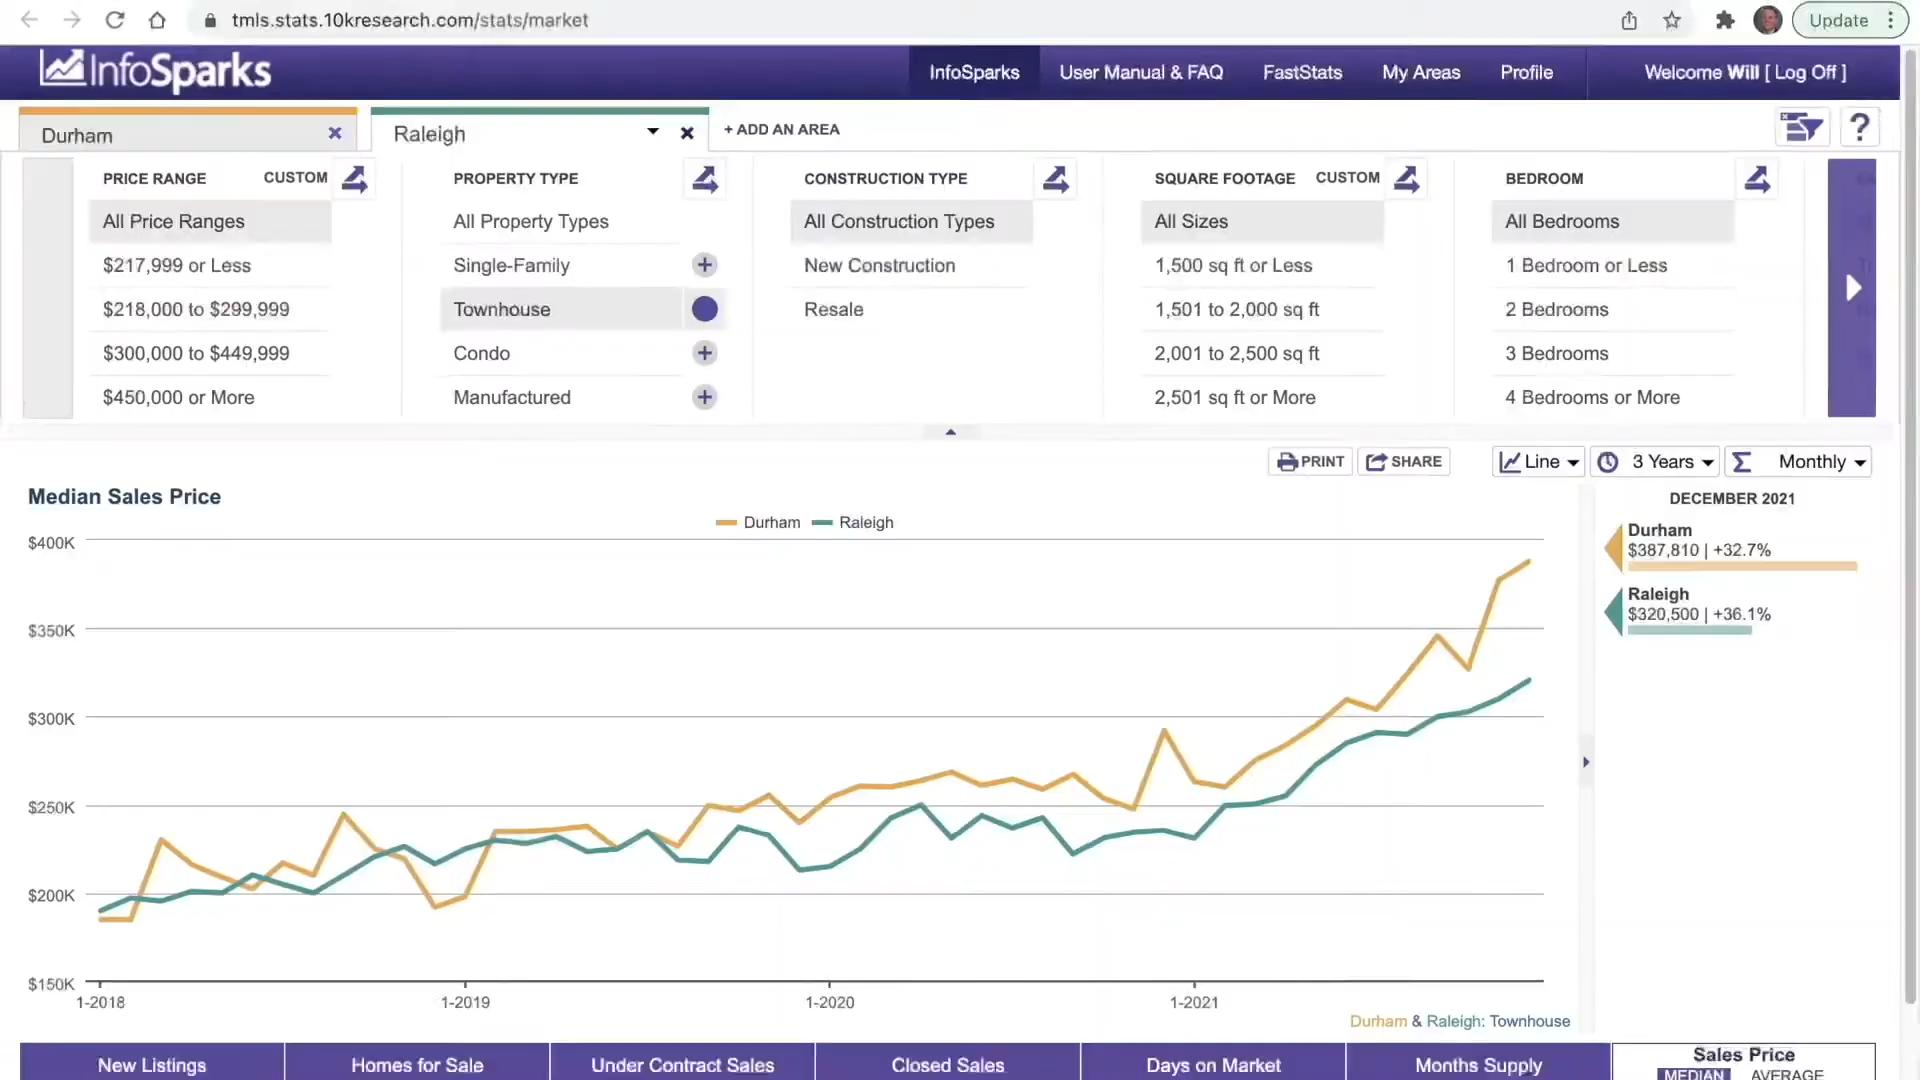 tmls.stats.10kresearch.com/stats/market
Update
InfoSparks
InfoSparks
User Manual & FAQ
FastStats
My Areas
Profile
Welcome Will [ Log Off ]
Durham
Raleigh
+ ADD AN AREA
?
PRICE RANGE
CUSTOM
All Price Ranges
$217,999 or Less
$218,000 to $299,999
$300,000 to $449,999
$450,000 or More
PROPERTY TYPE
All Property Types
Single-Family
Townhouse
Condo
Manufactured
CONSTRUCTION TYPE
All Construction Types
New Construction
Resale
SQUARE FOOTAGE
CUSTOM
All Sizes
1,500 sq ft or Less
1,501 to 2,000 sq ft
2,001 to 2,500 sq ft
2,501 sq ft or More
BEDROOM
All Bedrooms
1 Bedroom or Less
2 Bedrooms
3 Bedrooms
4 Bedrooms or More
PRINT
SHARE
Line
3 Years
Monthly
Median Sales Price
Durham
Raleigh
$400K
$350K
$300K
$250K
$200K
$150K
1-2018
1-2019
1-2020
1-2021
Durham & Raleigh: Townhouse
DECEMBER 2021
Durham
$387,810 | +32.7%
Raleigh
$320,500 | +36.1%
New Listings
Homes for Sale
Under Contract Sales
Closed Sales
Days on Market
Months Supply
Sales Price
MEDIAN
AVERAGE